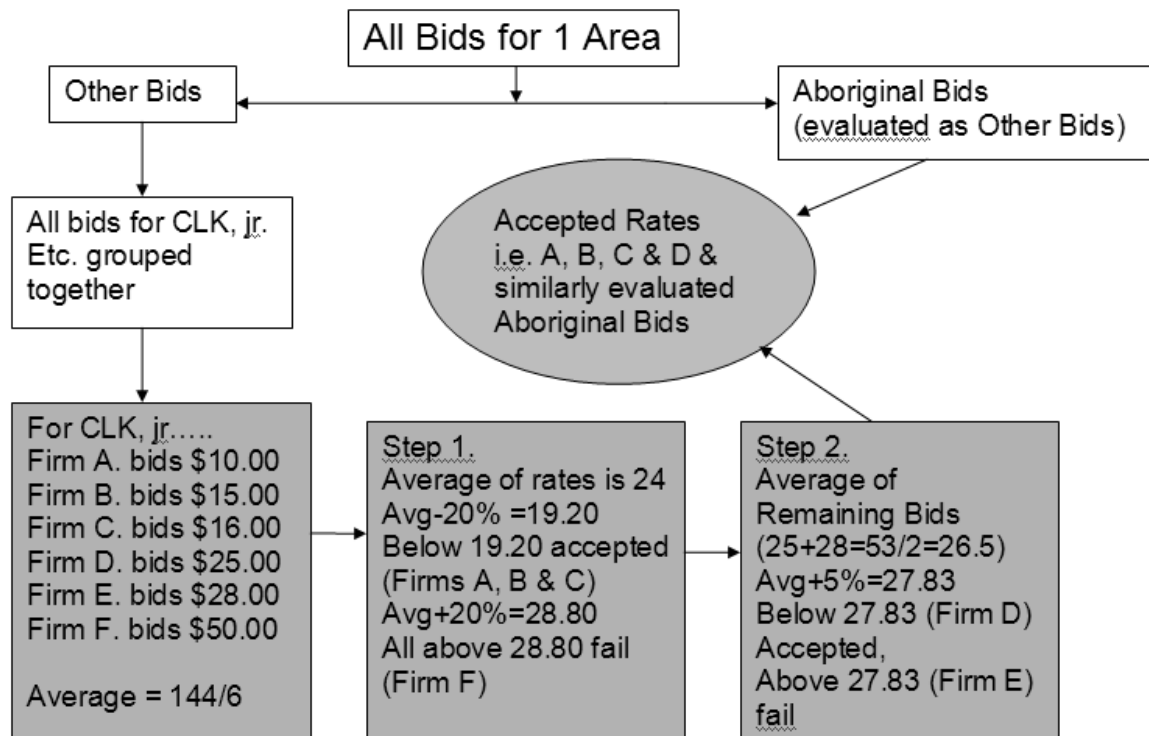 All Bids for 1 Area
Other Bids
Aboriginal Bids
(evaluated as Other Bids)
All bids for CLK, jr.
Etc. grouped
together
Accepted Rates
i.e. A, B, C & D &
similarly evaluated
Aboriginal Bids
For CLK, jr.....
Firm A. bids $10.00
Firm B. bids $15.00
Firm C. bids $16.00
Firm D. bids $25.00
Firm E. bids $28.00
Firm F. bids $50.00
Average = 144/6
Step 1.
Average of rates is 24
Avg-20% =19.20
Below 19.20 accepted
(Firms A, B & C)
Avg+20%=28.80
All above 28.80 fail
(Firm F)
Step 2.
Average of
Remaining Bids
(25+28=53/2=26.5)
Avg+5%=27.83
Below 27.83 (Firm D)
Accepted,
Above 27.83 (Firm E)
fail